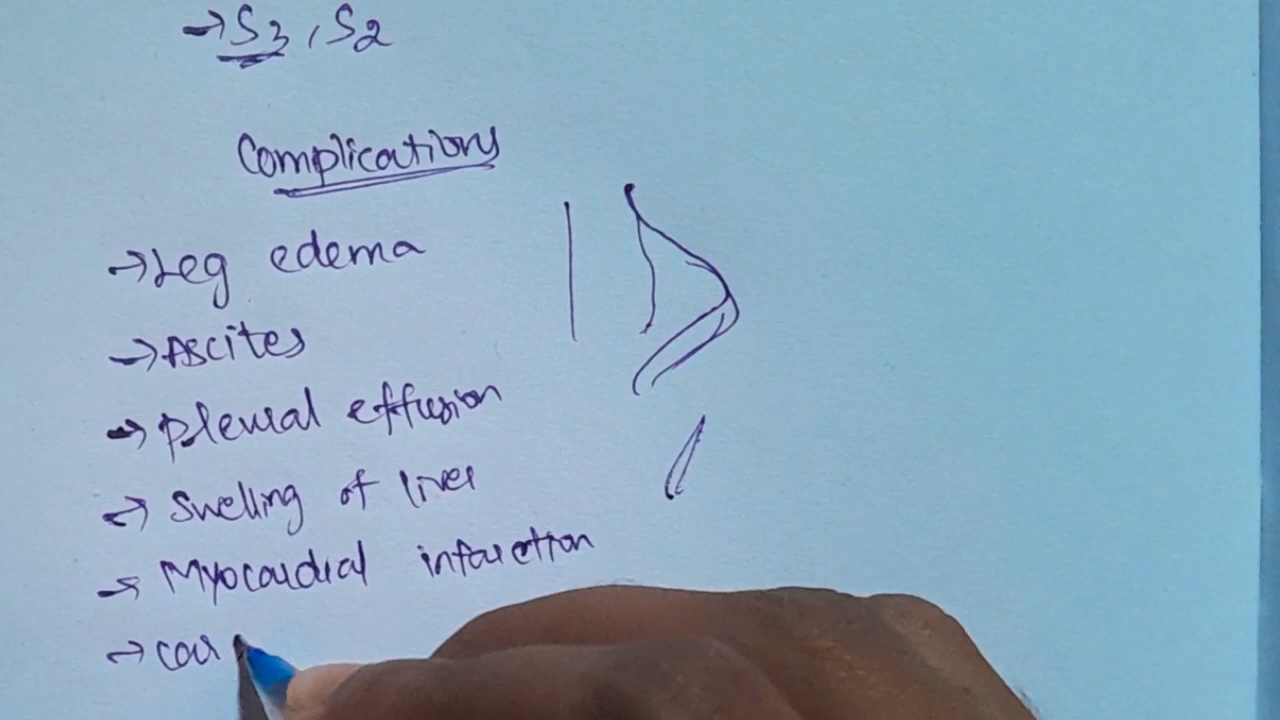 → S3, S2
Complications
→ Leg edema
→ Ascites
→ pleural effusion
→ Swelling of liver
→ Myocardial infarction
→ car